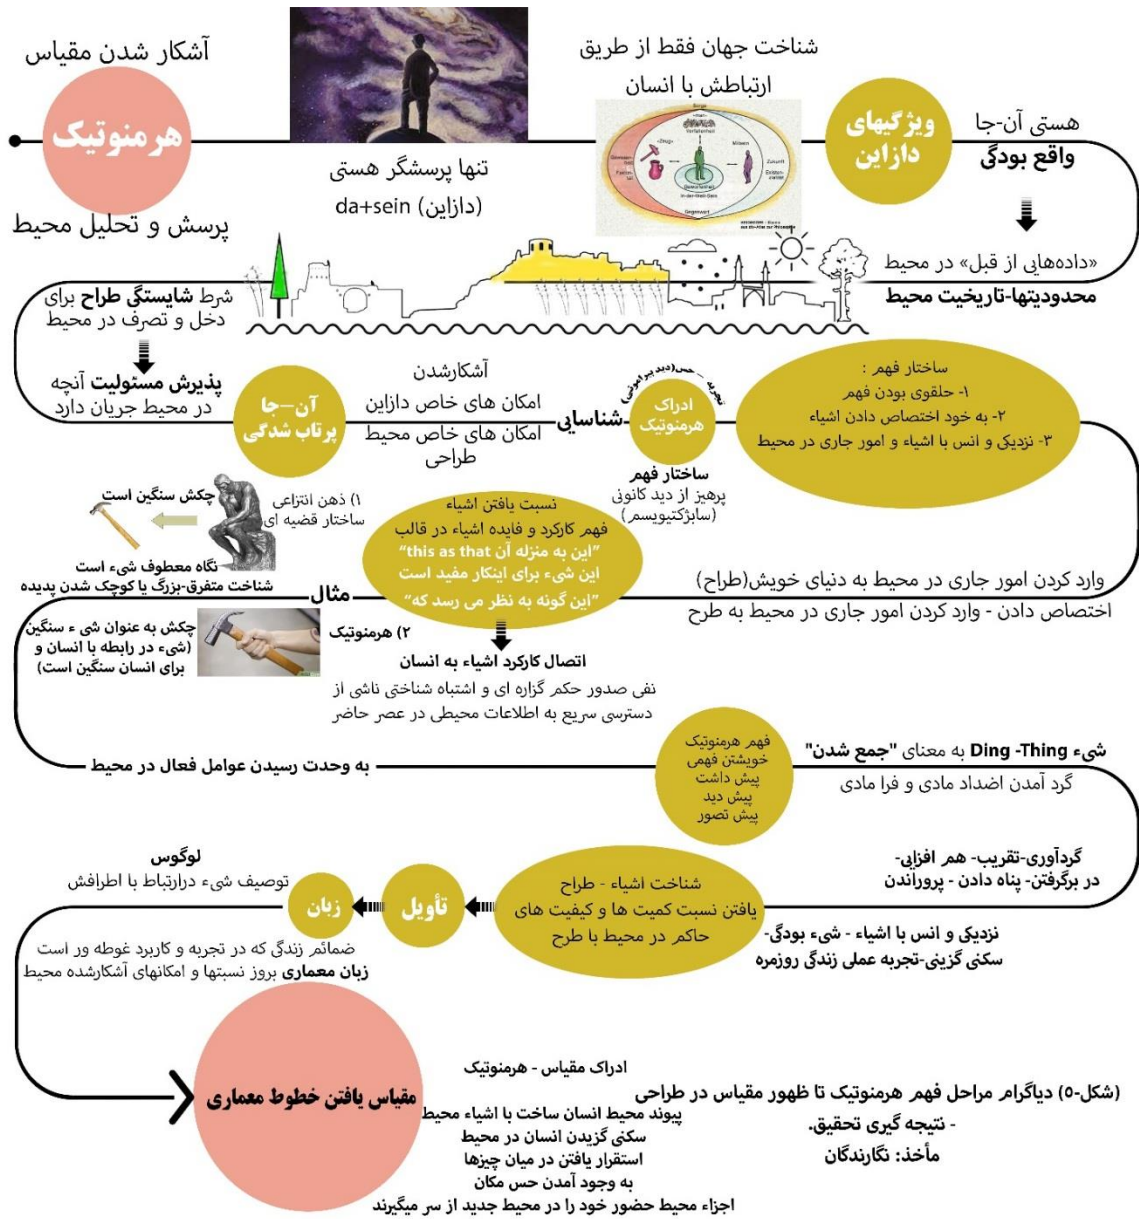 آشکار شدن مقیاس
هرمنوتیک
پرسش و تحلیل محیط
تنها پرسشگر هستی
(دازاین) da+sein
شناخت جهان فقط از طریق
ارتباطش با انسان
ویژگیهای
دازاین
هستی آن-جا
واقع بودگی
«داده‌هایی از قبل» در محیط
محدودیتها-تاریخیت محیط
شرط شایستگی طراح برای
دخل و تصرف در محیط
پذیرش مسئولیت آنچه
در محیط جریان دارد
آن-جا
پرتاب شدگی
آشکارشدن
امکان های خاص دازاین
امکان های خاص محیط
طراحی
شناسایی
تجربه - حس(دید پیرامونی)
ادراک
هرمنوتیک
ساختار فهم
پرهیز از دید کانونی
(سابژکتیویسم)
ساختار فهم :
۱- حلقوی بودن فهم
۲- به خود اختصاص دادن اشیاء
۳- نزدیکی و انس با اشیاء و امور جاری در محیط
وارد کردن امور جاری در محیط به دنیای خویش(طراح)
اختصاص دادن - وارد کردن امور جاری در محیط به طرح
نسبت یافتن اشیاء
فهم کارکرد و فایده اشیاء در قالب
"این به منزله آن this as that"
این شیء برای اینکار مفید است
"این گونه به نظر می رسد که"
اتصال کارکرد اشیاء به انسان
نفی صدور حکم گزاره ای و اشتباه شناختی ناشی از
دسترسی سریع به اطلاعات محیطی در عصر حاضر
مثال
۱) ذهن انتزاعی
ساختار قضیه ای
چکش سنگین است
نگاه معطوف شیء است
شناخت متفرق-بزرگ یا کوچک شدن پدیده
۲) هرمنوتیک
چکش به عنوان شی ء سنگین
(شیء در رابطه با انسان و
برای انسان سنگین است)
به وحدت رسیدن عوامل فعال در محیط
فهم هرمنوتیک
خویشتن فهمی
پیش داشت
پیش دید
پیش تصور
شیء Ding -Thing به معنای "جمع شدن"
گرد آمدن اضداد مادی و فرا مادی
گردآوری-تقریب- هم افزایی-
در برگرفتن- پناه دادن - پروراندن
نزدیکی و انس با اشیاء - شیء بودگی-
سکنی گزینی-تجربه عملی زندگی روزمره
شناخت اشیاء - طراح
یافتن نسبت کمیت ها و کیفیت های
حاکم در محیط با طرح
تأویل
زبان
لوگوس
توصیف شیء درارتباط با اطرافش
ضمائم زندگی که در تجربه و کاربرد غوطه ور است
زبان معماری بروز نسبتها و امکانهای آشکارشده محیط
مقیاس یافتن خطوط معماری
ادراک مقیاس - هرمنوتیک
پیوند محیط انسان ساخت با اشیاء محیط
سکنی گزیدن انسان در محیط
استقرار یافتن در میان چیزها
به وجود آمدن حس مکان
اجزاء محیط حضور خود را در محیط جدید از سر میگیرند
(شکل-۵) دیاگرام مراحل فهم هرمنوتیک تا ظهور مقیاس در طراحی
- نتیجه گیری تحقیق.
مأخذ: نگارندگان